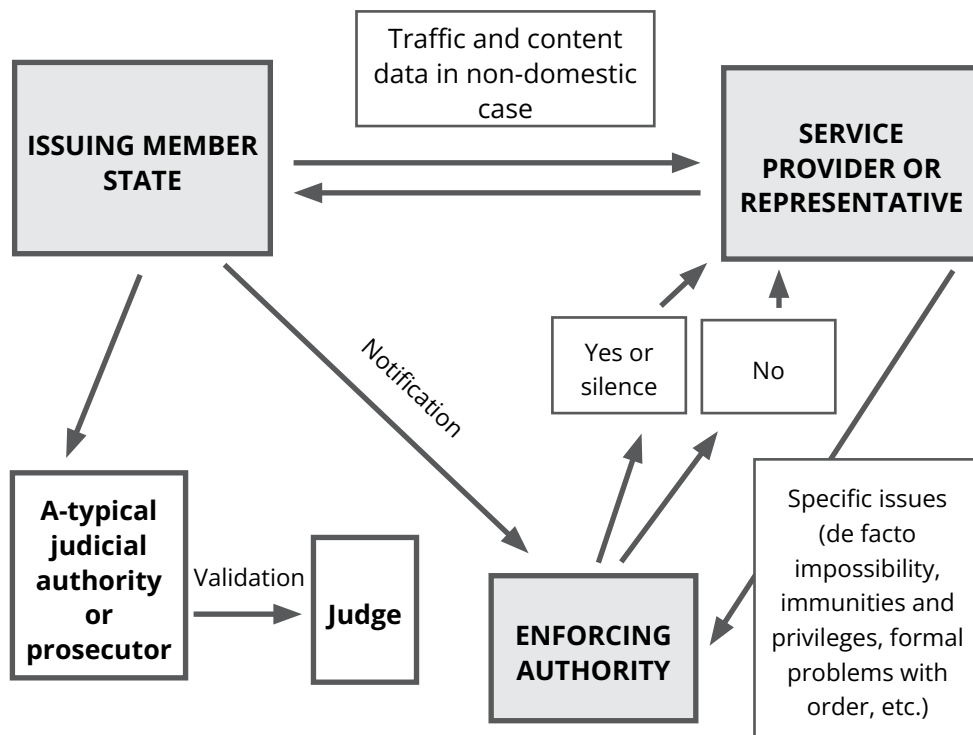 Traffic and content
data in non-domestic
case
ISSUING MEMBER
STATE
SERVICE
PROVIDER OR
REPRESENTATIVE
Notification
Yes or
silence
No
A-typical
judicial
authority
or
prosecutor
Validation
Judge
ENFORCING
AUTHORITY
Specific issues
(de facto
impossibility,
immunities and
privileges, formal
problems with
order, etc.)